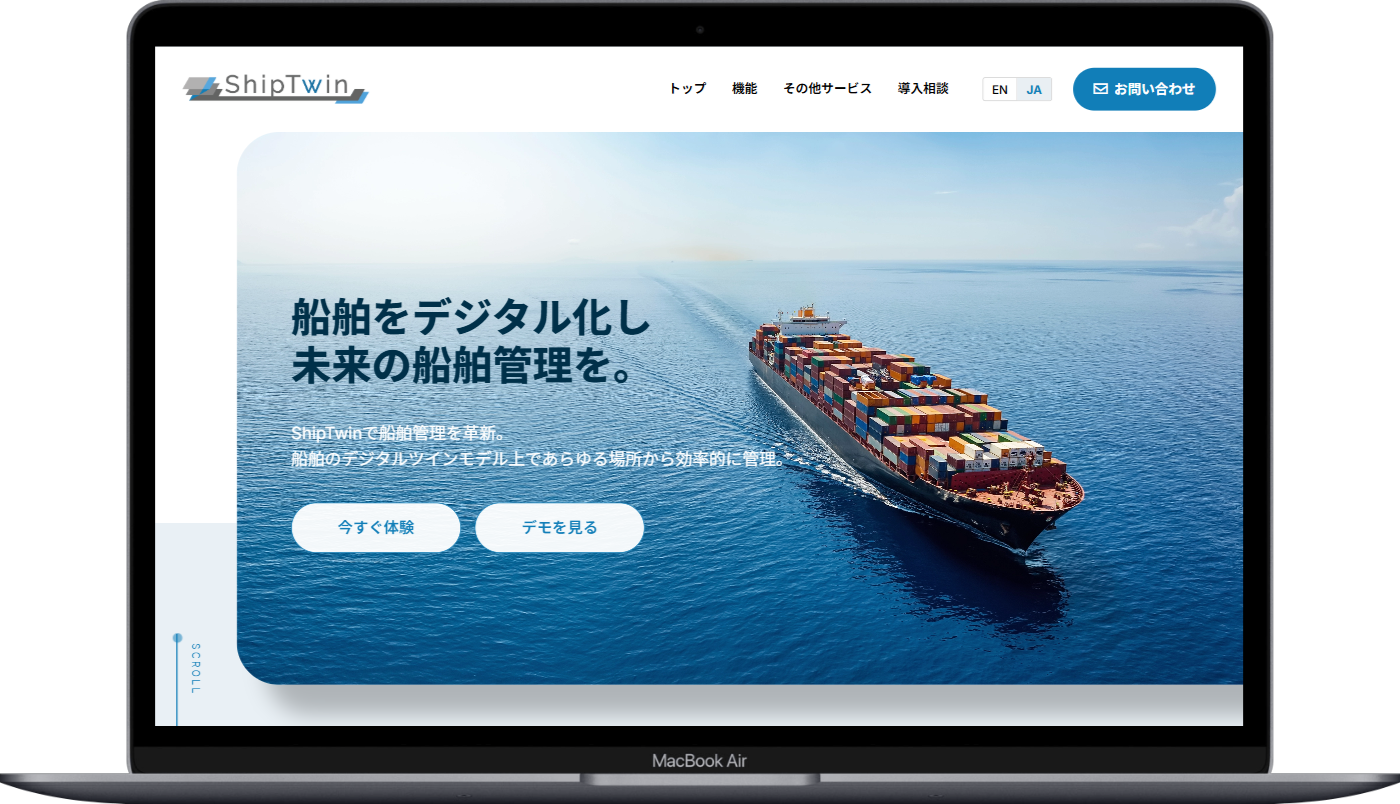 ShipTwin
トップ 機能 その他サービス 導入相談 EN JA お問い合わせ
船舶をデジタル化し
未来の船舶管理を。
ShipTwinで船舶管理を革新。
船舶のデジタルツインモデル上であらゆる場所から効率的に管理。
今すぐ体験 デモを見る
SCROLL
MacBook Air